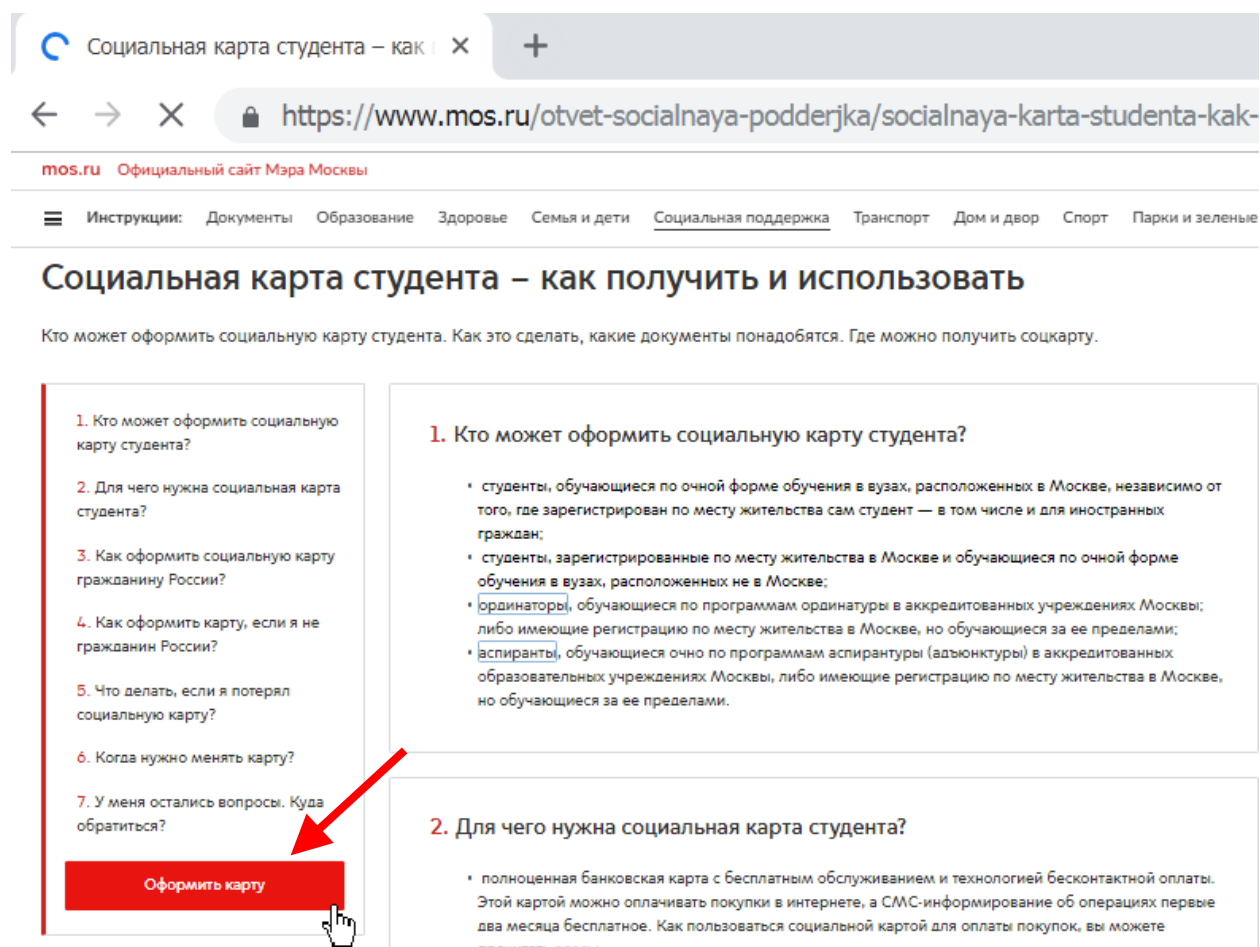 Социальная карта студента – как
https://www.mos.ru/otvet-socialnaya-podderjka/socialnaya-karta-studenta-kak-
mos.ru Официальный сайт Мэра Москвы
Инструкции: Документы Образование Здоровье Семья и дети Социальная поддержка Транспорт Дом и двор Спорт Парки и зеленые
Социальная карта студента – как получить и использовать
Кто может оформить социальную карту студента. Как это сделать, какие документы понадобятся. Где можно получить соцкарту.
1. Кто может оформить социальную
карту студента?
2. Для чего нужна социальная карта
студента?
3. Как оформить социальную карту
гражданину России?
4. Как оформить карту, если я не
гражданин России?
5. Что делать, если я потерял
социальную карту?
6. Когда нужно менять карту?
7. У меня остались вопросы. Куда
обратиться?
Оформить карту
1. Кто может оформить социальную карту студента?
• студенты, обучающиеся по очной форме обучения в вузах, расположенных в Москве, независимо от
того, где зарегистрирован по месту жительства сам студент — в том числе и для иностранных
граждан;
• студенты, зарегистрированные по месту жительства в Москве и обучающиеся по очной форме
обучения в вузах, расположенных не в Москве;
• ординаторы, обучающиеся по программам ординатуры в аккредитованных учреждениях Москвы;
либо имеющие регистрацию по месту жительства в Москве, но обучающиеся за ее пределами;
• аспиранты, обучающиеся очно по программам аспирантуры (адъюнктуры) в аккредитованных
образовательных учреждениях Москвы, либо имеющие регистрацию по месту жительства в Москве,
но обучающиеся за ее пределами.
2. Для чего нужна социальная карта студента?
• полноценная банковская карта с бесплатным обслуживанием и технологией бесконтактной оплаты.
Этой картой можно оплачивать покупки в интернете, а СМС-информирование об операциях первые
два месяца бесплатное. Как пользоваться социальной картой для оплаты покупок, вы можете